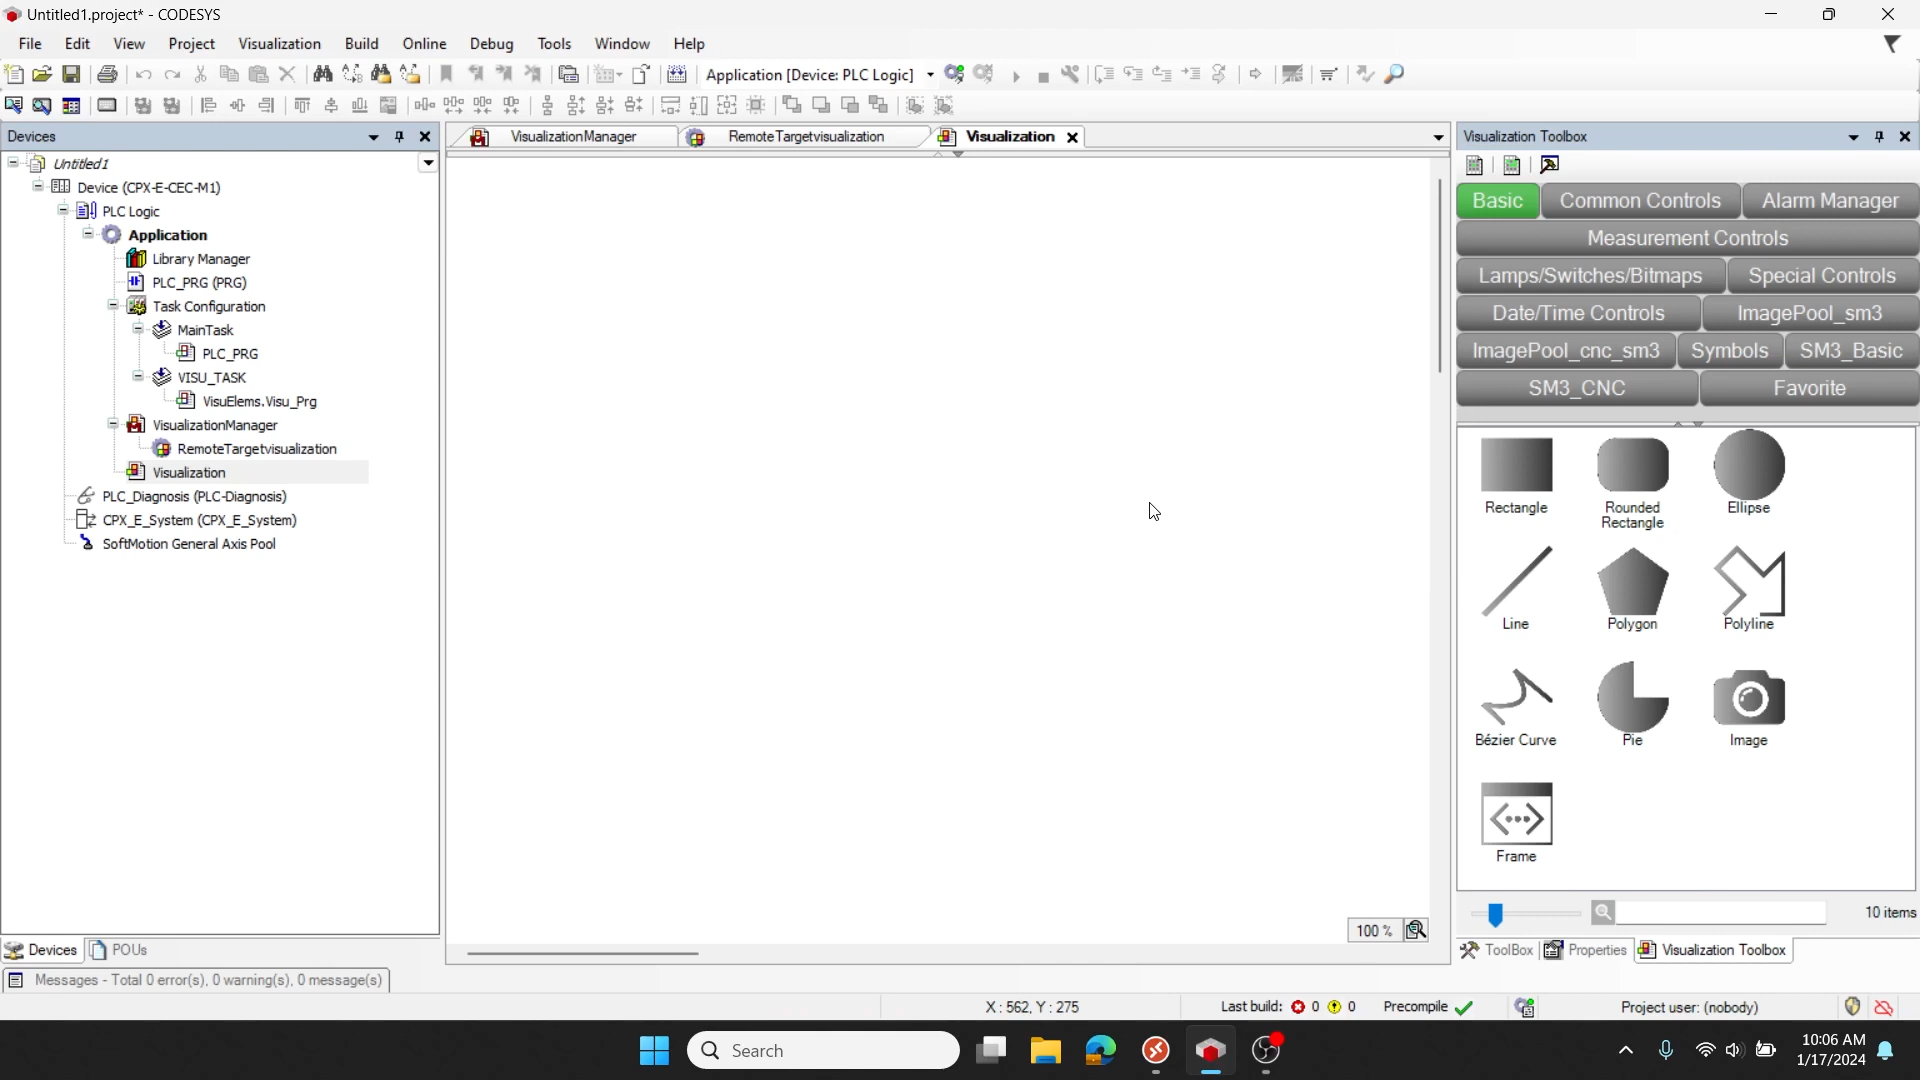 Untitled1.project* - CODESYS
File Edit View Project Visualization Build Online Debug Tools Window Help
Application [Device: PLC Logic]
Devices
VisualizationManager
RemoteTargetvisualization
Visualization
Visualization Toolbox
Untitled1
Device (CPX-E-CEC-M1)
PLC Logic
Application
Library Manager
PLC_PRG (PRG)
Task Configuration
MainTask
PLC_PRG
VISU_TASK
VisuElems.Visu_Prg
VisualizationManager
RemoteTargetvisualization
Visualization
PLC_Diagnosis (PLC-Diagnosis)
CPX_E_System (CPX_E_System)
SoftMotion General Axis Pool
Basic Common Controls Alarm Manager
Measurement Controls
Lamps/Switches/Bitmaps Special Controls
Date/Time Controls ImagePool_sm3
ImagePool_cnc_sm3 Symbols SM3_Basic
SM3_CNC Favorite
Rectangle
Rounded
Rectangle
Ellipse
Line
Polygon
Polyline
Bézier Curve
Pie
Image
Frame
100 %
10 items
Devices POUs
ToolBox Properties Visualization Toolbox
Messages - Total 0 error(s), 0 warning(s), 0 message(s)
X : 562, Y : 275
Last build: 0 0 Precompile
Project user: (nobody)
Search
10:06 AM
1/17/2024